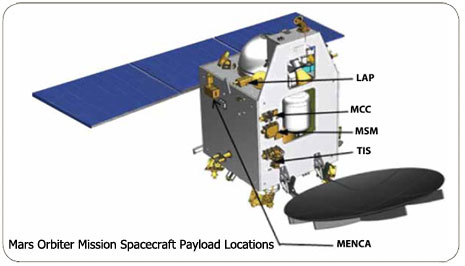 LAP
MCC
MSM
TIS
MENCA
Mars Orbiter Mission Spacecraft Payload Locations